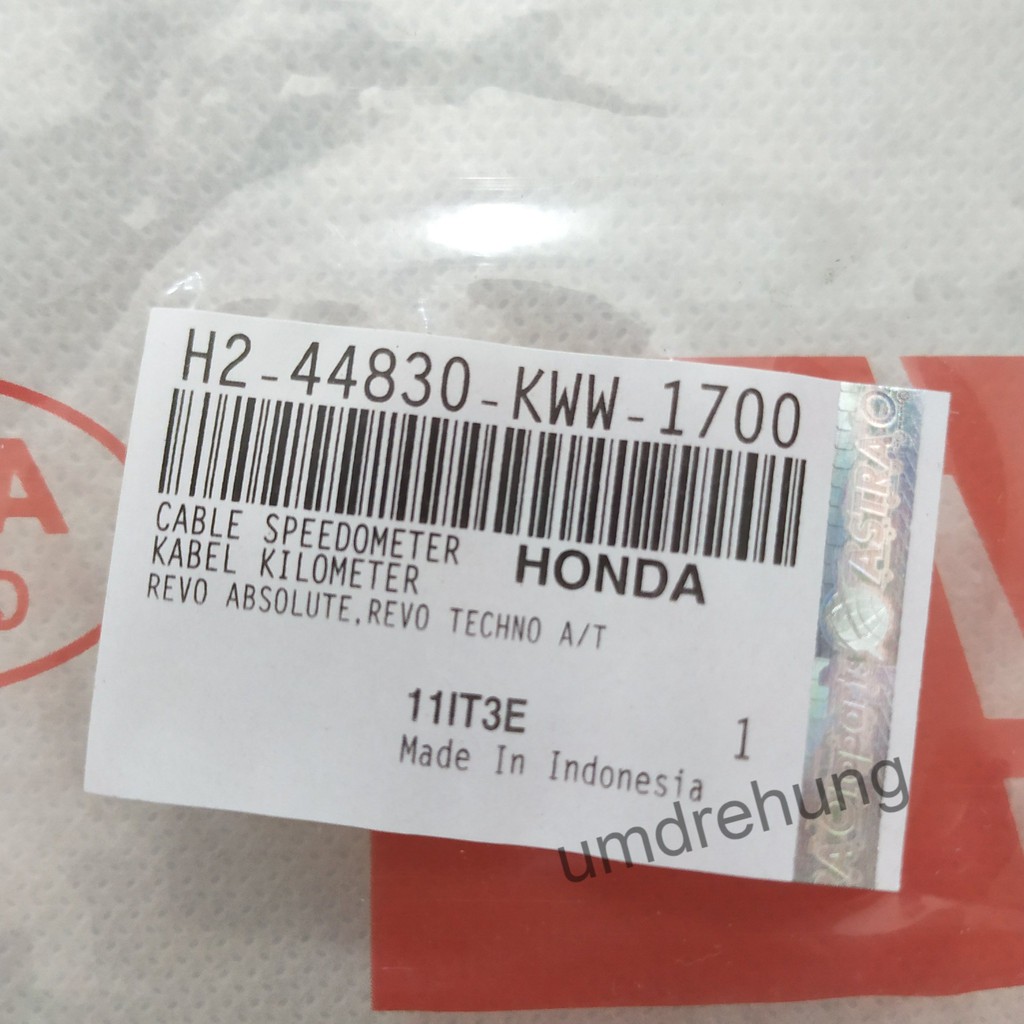 H2-44830-KWW-1700
CABLE SPEEDOMETER
KABEL KILOMETER
HONDA
REVO ABSOLUTE,REVO TECHNO A/T
11IT3E
1
Made In Indonesia
ASTRA
umdrehung
A